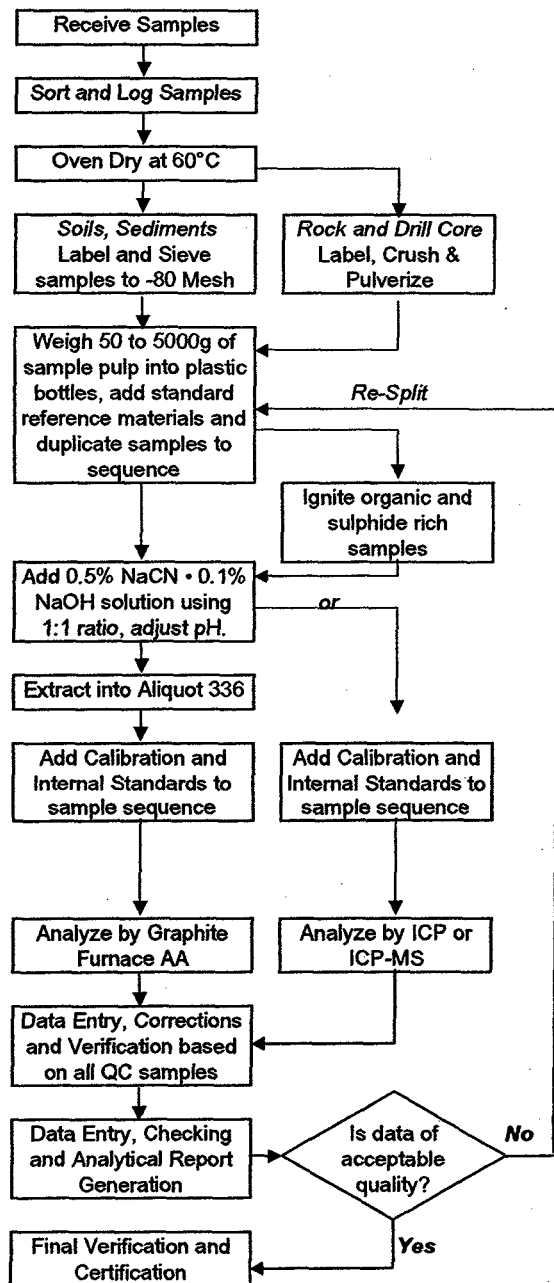 Receive Samples
Sort and Log Samples
Oven Dry at 60°C
Soils, Sediments
Label and Sieve
samples to -80 Mesh
Rock and Drill Core
Label, Crush &
Pulverize
Weigh 50 to 5000g of
sample pulp into plastic
bottles, add standard
reference materials and
duplicate samples to
sequence
Re-Split
Ignite organic and
sulphide rich
samples
Add 0.5% NaCN • 0.1%
NaOH solution using
1:1 ratio, adjust pH.
or
Extract into Aliquot 336
Add Calibration and
Internal Standards to
sample sequence
Add Calibration and
Internal Standards to
sample sequence
Analyze by Graphite
Furnace AA
Analyze by ICP or
ICP-MS
Data Entry, Corrections
and Verification based
on all QC samples
Data Entry, Checking
and Analytical Report
Generation
Is data of
acceptable
quality?
No
Yes
Final Verification and
Certification